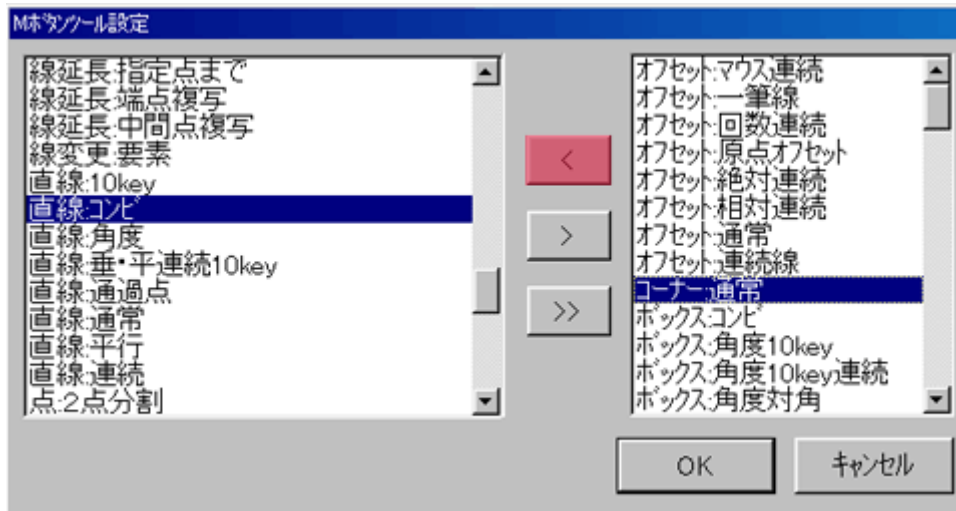 Mボタンツール設定
線延長:指定点まで
線延長:端点複写
線延長:中間点複写
線変更:要素
直線:10key
直線:コンビ
直線:角度
直線:垂・平連続10key
直線:通過点
直線:通常
直線:平行
直線:連続
点:2点分割
<
>
>>
オフセット:マウス連続
オフセット:一筆線
オフセット:回数連続
オフセット:原点オフセット
オフセット:絶対連続
オフセット:相対連続
オフセット:通常
オフセット:連続線
コーナー:通常
ボックス:コンビ
ボックス:角度10key
ボックス:角度10key連続
ボックス:角度対角
OK
キャンセル